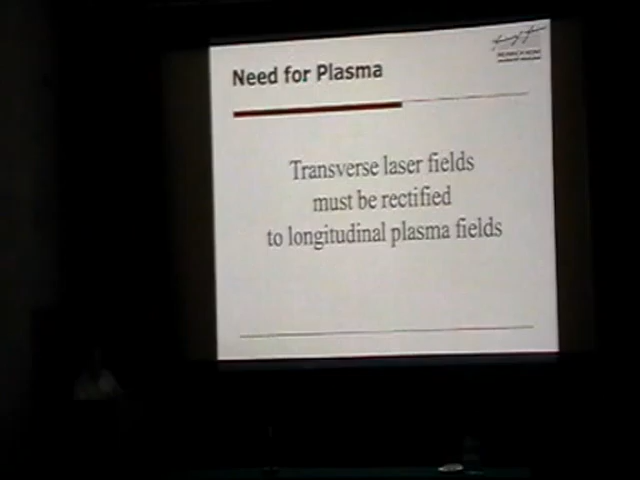 Need for Plasma
Transverse laser fields
must be rectified
to longitudinal plasma fields